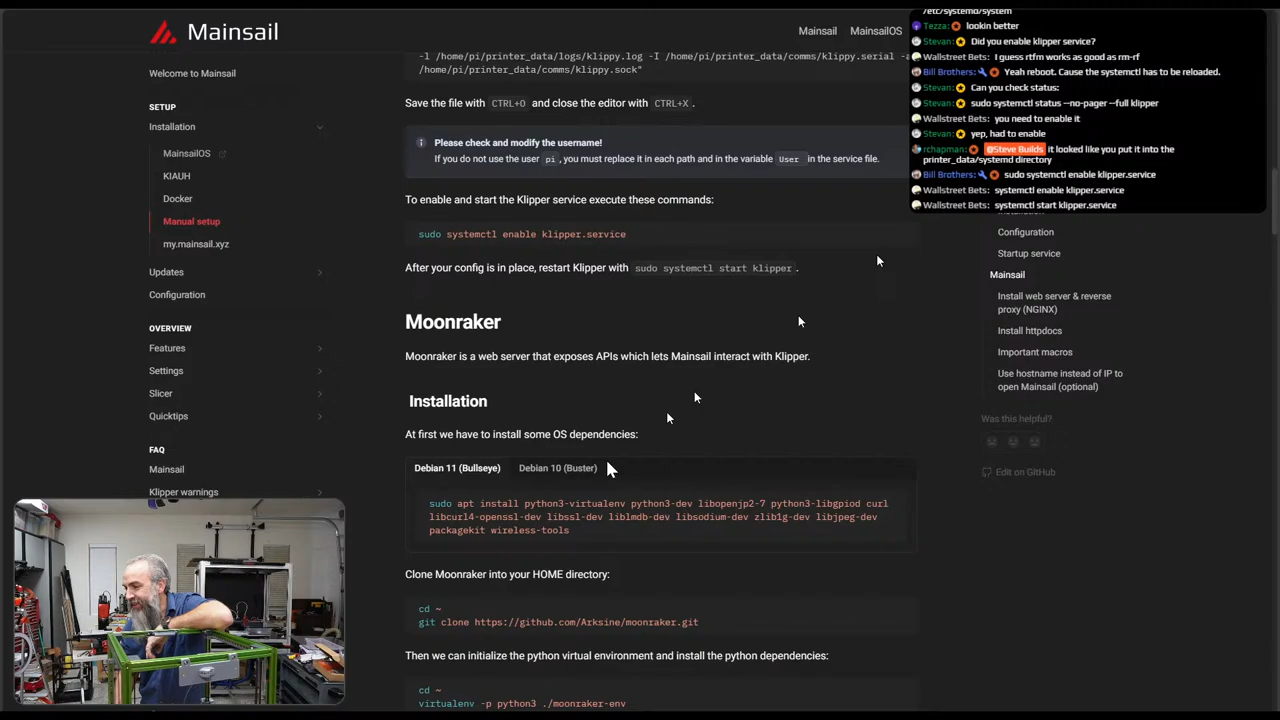 Mainsail
Mainsail
MainsailOS
Welcome to Mainsail
SETUP
Installation
MainsailOS
KIAUH
Docker
Manual setup
my.mainsail.xyz
Updates
Configuration
OVERVIEW
Features
Settings
Slicer
Quicktips
FAQ
Mainsail
Klipper warnings
-l /home/pi/printer_data/logs/klippy.log -I /home/pi/printer_data/comms/klippy.serial -a
/home/pi/printer_data/comms/klippy.sock"
Save the file with CTRL+O and close the editor with CTRL+X.
Please check and modify the username!
If you do not use the user pi, you must replace it in each path and in the variable User in the service file.
To enable and start the Klipper service execute these commands:
sudo systemctl enable klipper.service
After your config is in place, restart Klipper with sudo systemctl start klipper.
Moonraker
Moonraker is a web server that exposes APIs which lets Mainsail interact with Klipper.
Installation
At first we have to install some OS dependencies:
Debian 11 (Bullseye) Debian 10 (Buster)
sudo apt install python3-virtualenv python3-dev libopenjp2-7 python3-libgpiod curl
libcurl4-openssl-dev libssl-dev liblmdb-dev libsodium-dev zlib1g-dev libjpeg-dev
packagekit wireless-tools
Clone Moonraker into your HOME directory:
cd ~
git clone https://github.com/Arksine/moonraker.git
Then we can initialize the python virtual environment and install the python dependencies:
cd ~
virtualenv -p python3 ./moonraker-env
/etc/systemd/system
Tezza: lookin better
Stevan: Did you enable klipper service?
Wallstreet Bets: I guess rtfm works as good as rm-rf
Bill Brothers: Yeah reboot. Cause the systemctl has to be reloaded.
Stevan: Can you check status:
Stevan: sudo systemctl status --no-pager --full klipper
Wallstreet Bets: you need to enable it
Stevan: yep, had to enable
rchapman: @Steve Builds it looked like you put it into the
printer_data/systemd directory
Bill Brothers: sudo systemctl enable klipper.service
Wallstreet Bets: systemctl enable klipper.service
Wallstreet Bets: systemctl start klipper.service
Configuration
Startup service
Mainsail
Install web server & reverse
proxy (NGINX)
Install httpdocs
Important macros
Use hostname instead of IP to
open Mainsail (optional)
Was this helpful?
Edit on GitHub